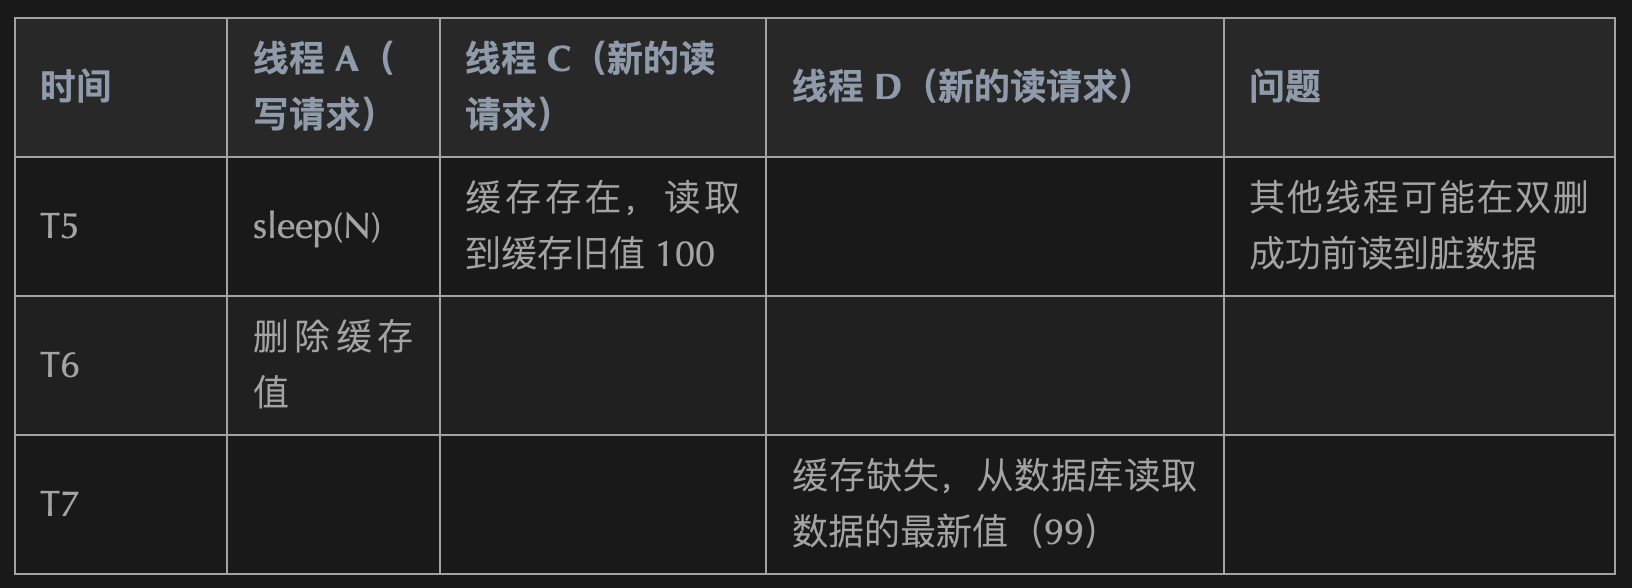 时间
线程 A（
写请求）
线程 C（新的读
请求）
线程 D（新的读请求）
问题
T5
sleep(N)
缓存存在，读取
到缓存旧值 100
其他线程可能在双删
成功前读到脏数据
T6
删除缓存
值
T7
缓存缺失，从数据库读取
数据的最新值（99）